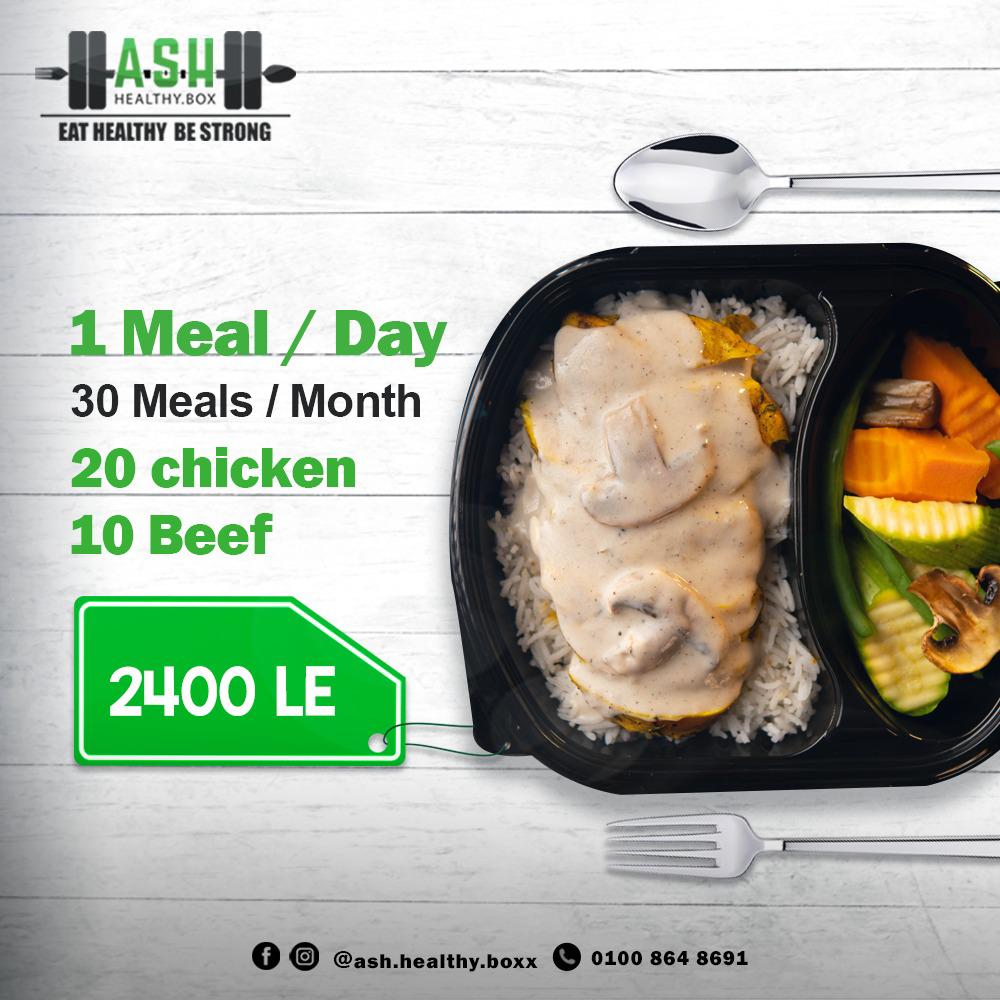 ASH
HEALTHY.BOX
EAT HEALTHY BE STRONG
1 Meal / Day
30 Meals / Month
20 chicken
10 Beef
2400 LE
@ash.healthy.boxx 0100 864 8691